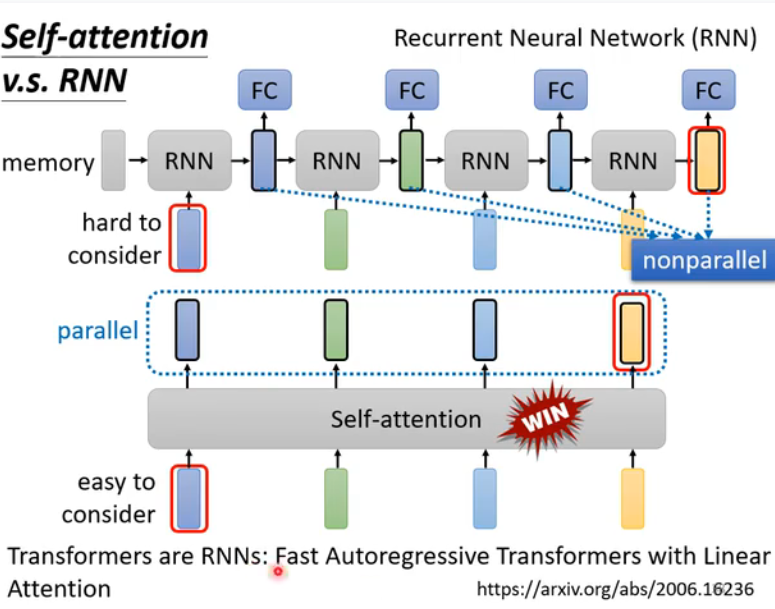 Self-attention
v.s. RNN
Recurrent Neural Network (RNN)
FC FC FC FC
memory RNN RNN RNN RNN
hard to
consider
nonparallel
parallel
Self-attention WIN
easy to
consider
Transformers are RNNs: Fast Autoregressive Transformers with Linear
Attention
https://arxiv.org/abs/2006.16236